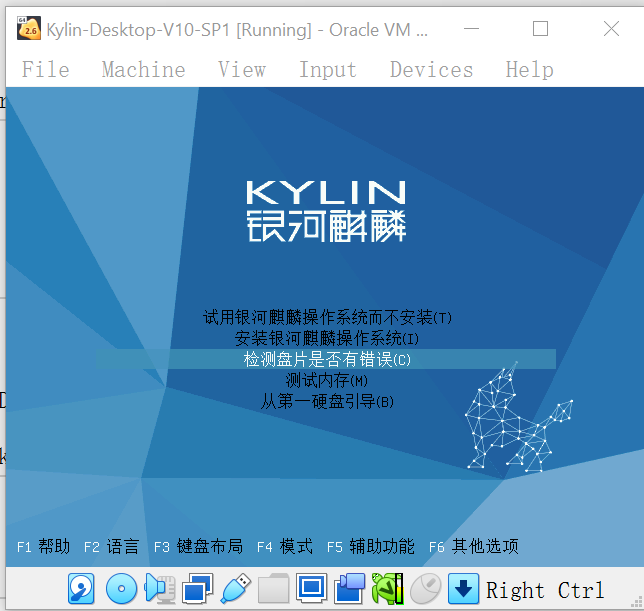 Kylin-Desktop-V10-SP1 [Running] - Oracle VM ...
File Machine View Input Devices Help
KYLIN
银河麒麟
试用银河麒麟操作系统而不安装(T)
安装银河麒麟操作系统(I)
检测盘片是否有错误(C)
测试内存(M)
从第一硬盘引导(B)
F1 帮助 F2 语言 F3 键盘布局 F4 模式 F5 辅助功能 F6 其他选项
Right Ctrl